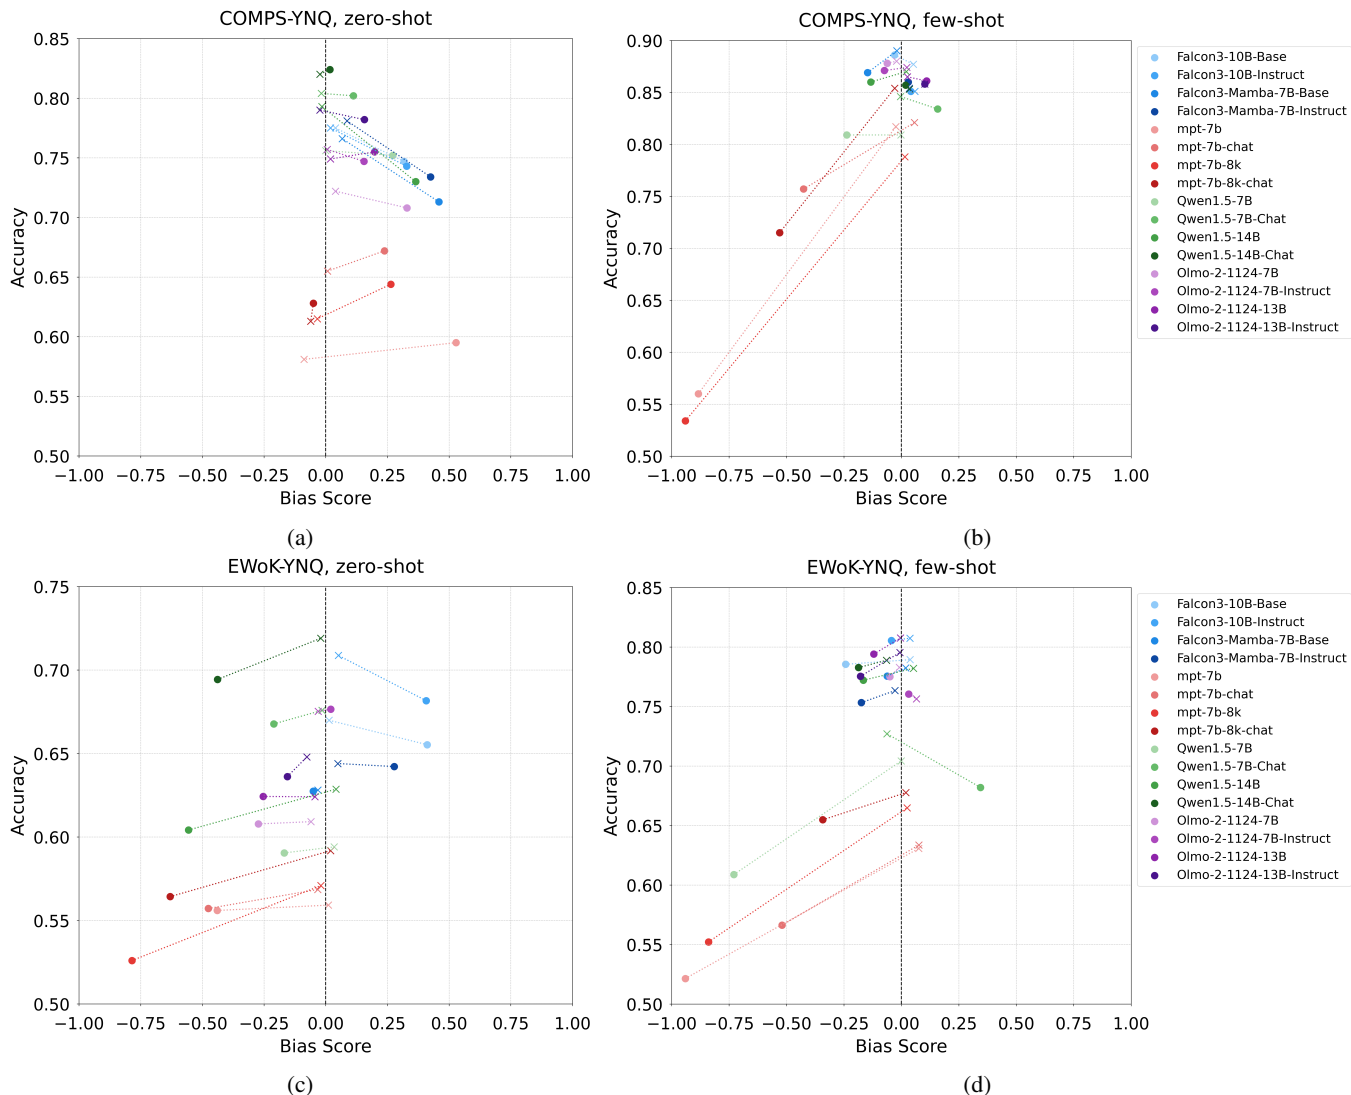 COMPS-YNQ, zero-shot
0.85
0.80
0.75
0.70
0.65
0.60
0.55
0.50
Accuracy
−1.00 −0.75 −0.50 −0.25 0.00 0.25 0.50 0.75 1.00
Bias Score
(a)
COMPS-YNQ, few-shot
0.90
0.85
0.80
0.75
0.70
0.65
0.60
0.55
0.50
Accuracy
−1.00 −0.75 −0.50 −0.25 0.00 0.25 0.50 0.75 1.00
Bias Score
(b)
Falcon3-10B-Base
Falcon3-10B-Instruct
Falcon3-Mamba-7B-Base
Falcon3-Mamba-7B-Instruct
mpt-7b
mpt-7b-chat
mpt-7b-8k
mpt-7b-8k-chat
Qwen1.5-7B
Qwen1.5-7B-Chat
Qwen1.5-14B
Qwen1.5-14B-Chat
Olmo-2-1124-7B
Olmo-2-1124-7B-Instruct
Olmo-2-1124-13B
Olmo-2-1124-13B-Instruct
EWoK-YNQ, zero-shot
0.75
0.70
0.65
0.60
0.55
0.50
Accuracy
−1.00 −0.75 −0.50 −0.25 0.00 0.25 0.50 0.75 1.00
Bias Score
(c)
EWoK-YNQ, few-shot
0.85
0.80
0.75
0.70
0.65
0.60
0.55
0.50
Accuracy
−1.00 −0.75 −0.50 −0.25 0.00 0.25 0.50 0.75 1.00
Bias Score
(d)
Falcon3-10B-Base
Falcon3-10B-Instruct
Falcon3-Mamba-7B-Base
Falcon3-Mamba-7B-Instruct
mpt-7b
mpt-7b-chat
mpt-7b-8k
mpt-7b-8k-chat
Qwen1.5-7B
Qwen1.5-7B-Chat
Qwen1.5-14B
Qwen1.5-14B-Chat
Olmo-2-1124-7B
Olmo-2-1124-7B-Instruct
Olmo-2-1124-13B
Olmo-2-1124-13B-Instruct